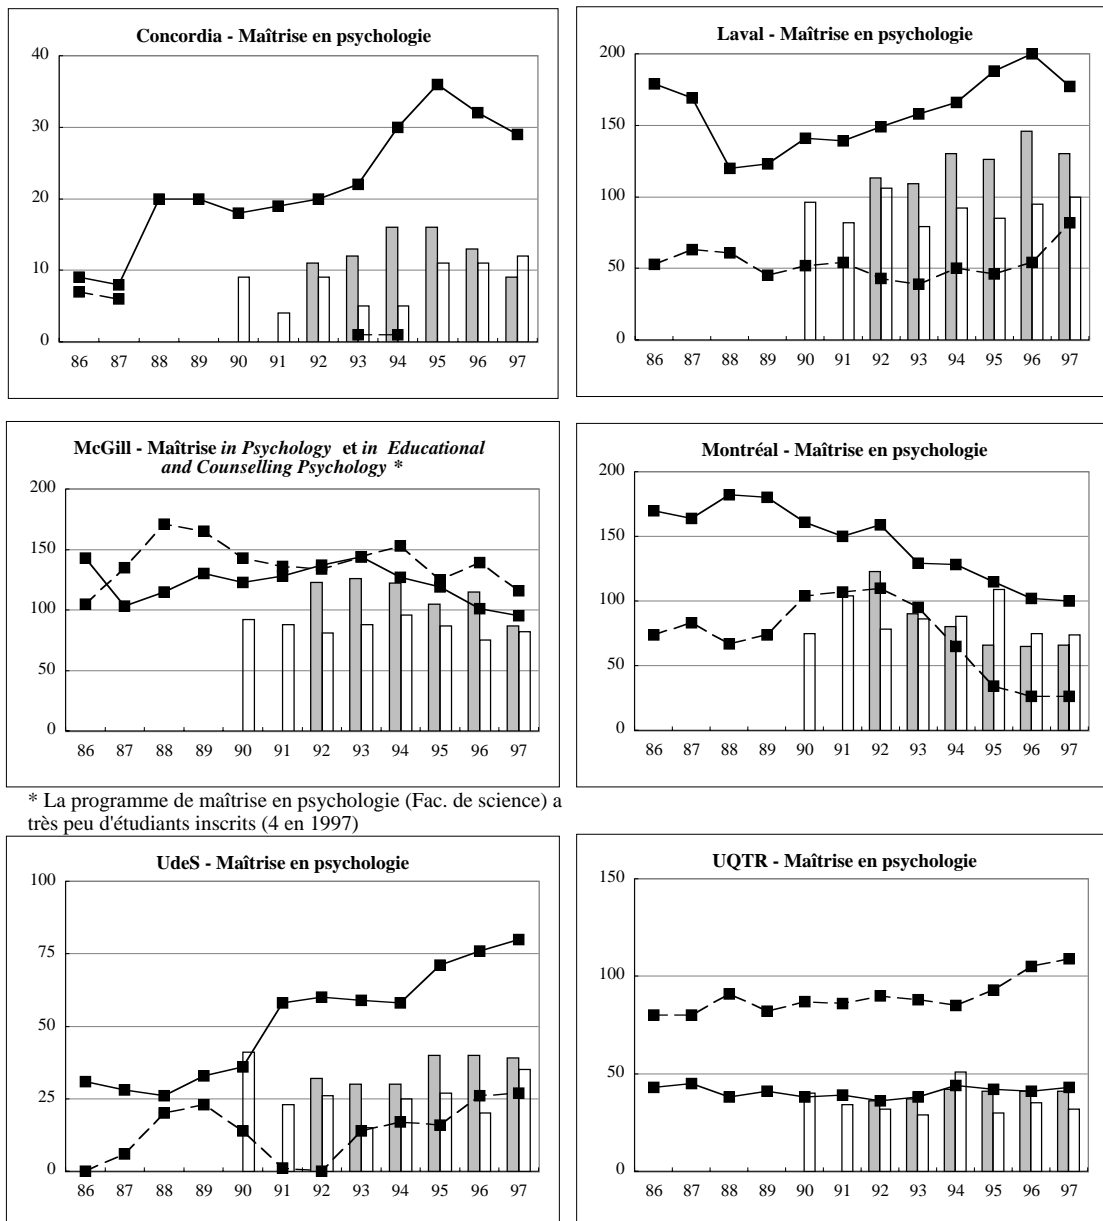 Concordia - Maîtrise en psychologie
40
30
20
10
0
86 87 88 89 90 91 92 93 94 95 96 97
Laval - Maîtrise en psychologie
200
150
100
50
0
86 87 88 89 90 91 92 93 94 95 96 97
McGill - Maîtrise in Psychology et in Educational
and Counselling Psychology *
200
150
100
50
0
86 87 88 89 90 91 92 93 94 95 96 97
Montréal - Maîtrise en psychologie
200
150
100
50
0
86 87 88 89 90 91 92 93 94 95 96 97
* La programme de maîtrise en psychologie (Fac. de science) a
très peu d'étudiants inscrits (4 en 1997)
UdeS - Maîtrise en psychologie
100
75
50
25
0
86 87 88 89 90 91 92 93 94 95 96 97
UQTR - Maîtrise en psychologie
150
100
50
0
86 87 88 89 90 91 92 93 94 95 96 97